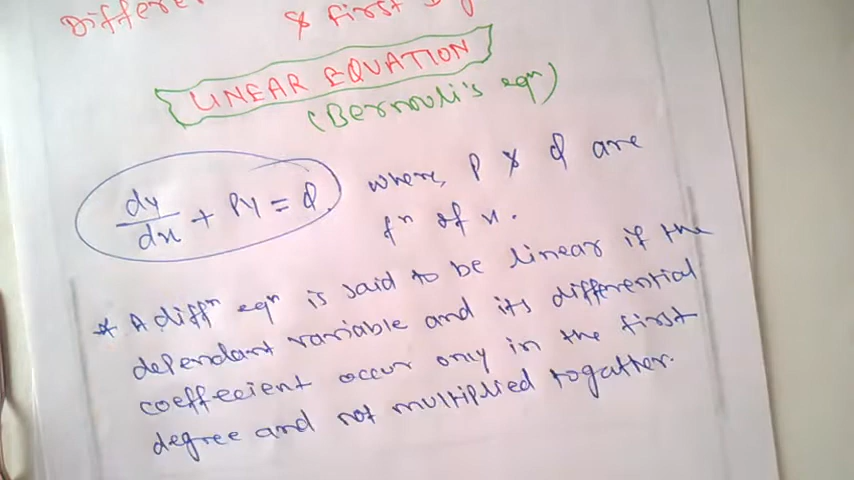 & first
LINEAR EQUATION
(Bernouli's eqn)
dy/dx + Py = Q where, P & Q are
fn of x.
* A diffn eqn is said to be linear if the
dependant variable and its differential
coeffecient occur only in the first
degree and not multiplied togather.